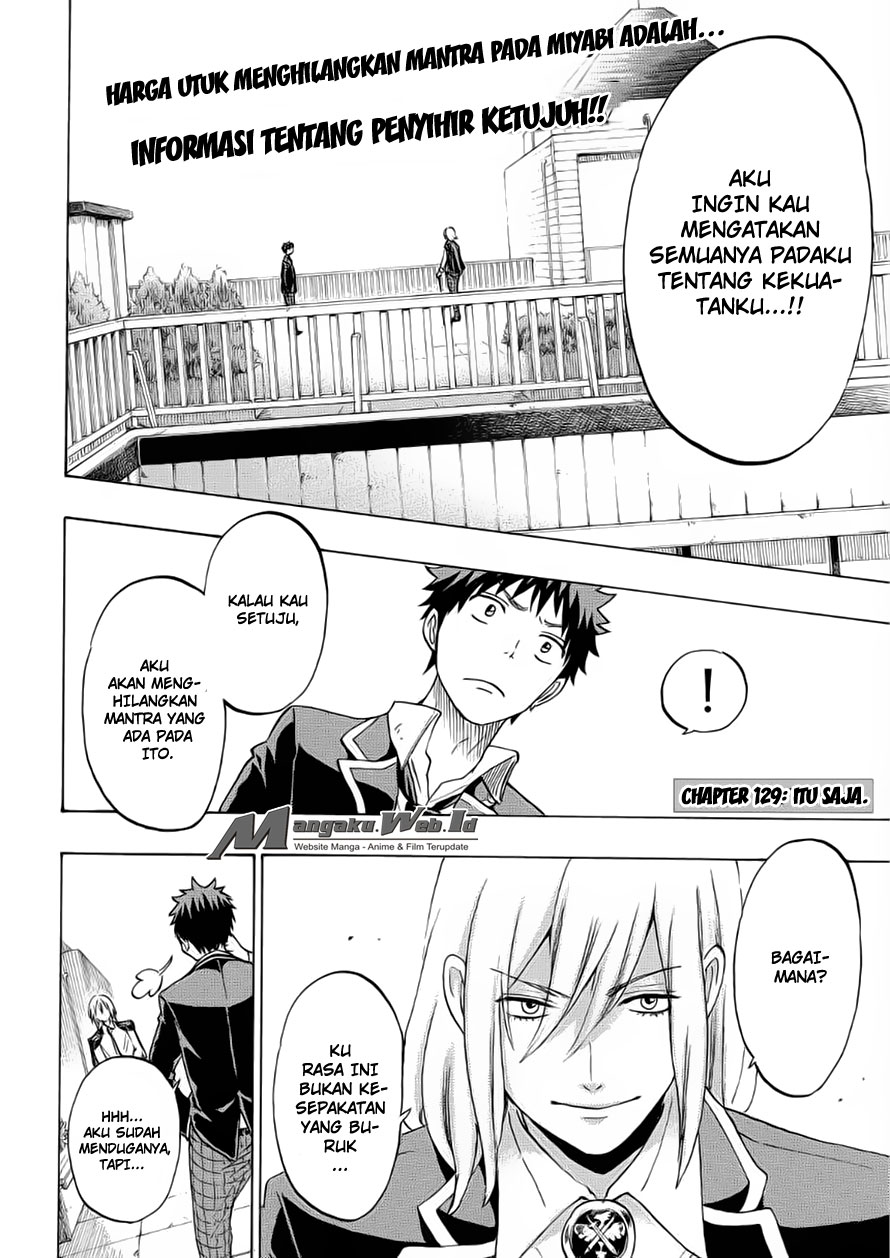 HARGA UTUK MENGHILANGKAN MANTRA PADA MIYABI ADALAH...
INFORMASI TENTANG PENYIHIR KETUJUH!!
AKU
INGIN KAU
MENGATAKAN
SEMUANYA PADAKU
TENTANG KEKUA-
TANKU...!!
!
KALAU KAU
SETUJU,
AKU
AKAN MENG-
HILANGKAN
MANTRA YANG
ADA PADA
ITO.
CHAPTER 129: ITU SAJA.
Mangaku.Web.Id
Website Manga - Anime & Film Terupdate
BAGAI-
MANA?
KU
RASA INI
BUKAN KE-
SEPAKATAN
YANG BU-
RUK
...
HHH...
AKU SUDAH
MENDUGANYA,
TAPI...